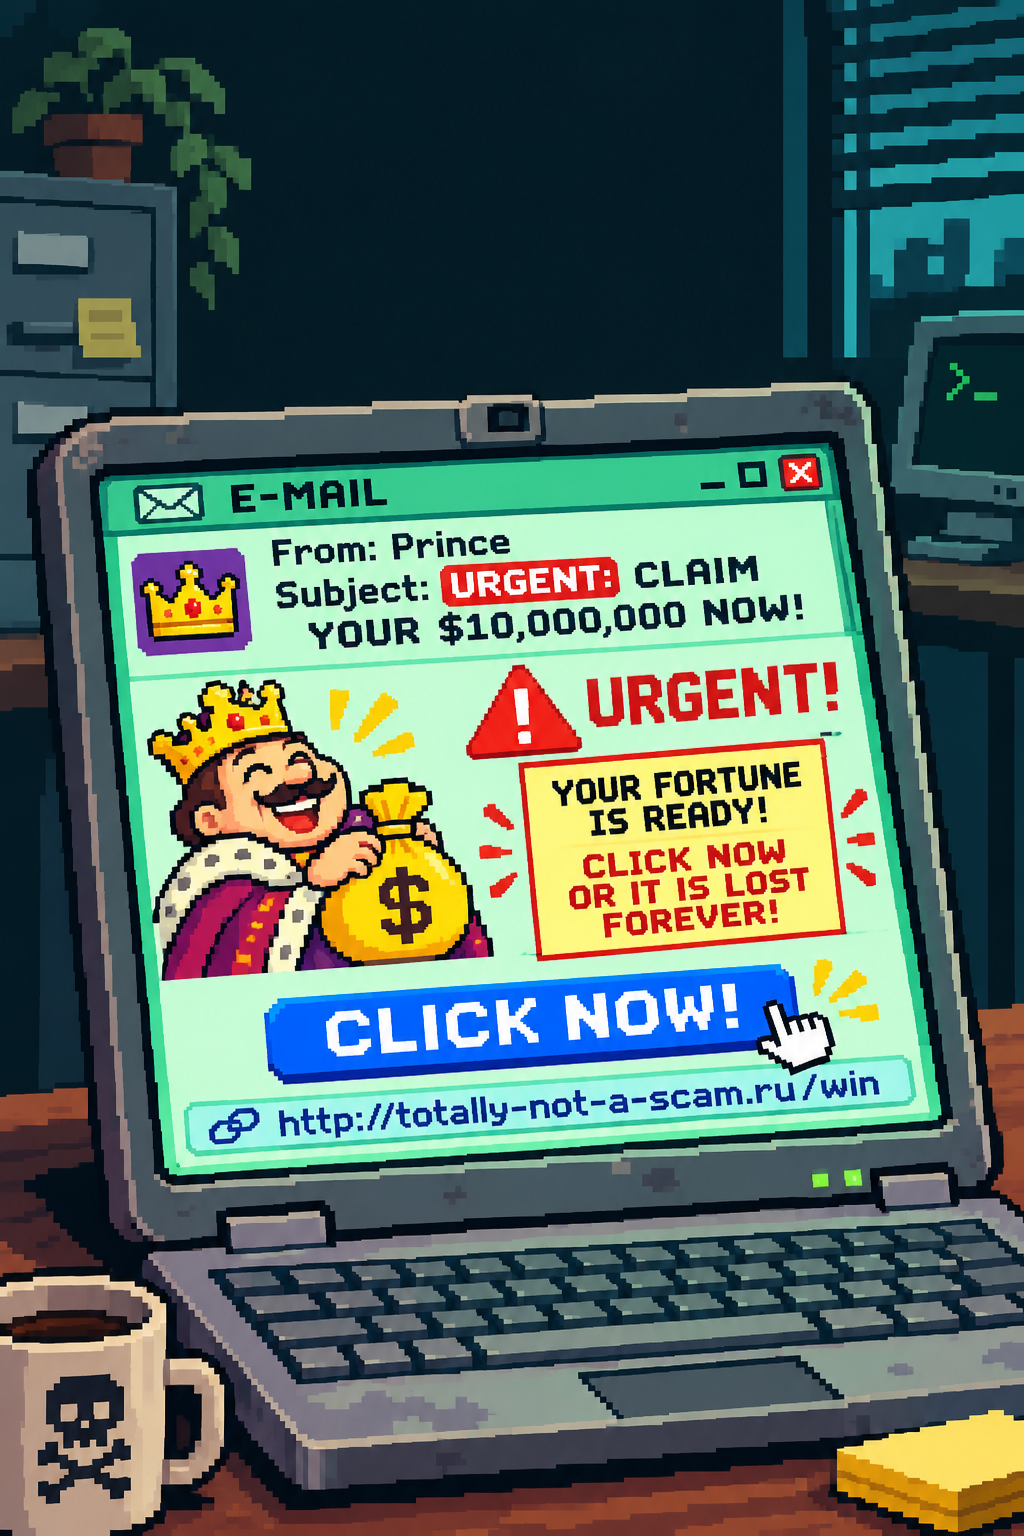 E-MAIL
From: Prince
Subject: URGENT: CLAIM
YOUR $10,000,000 NOW!
URGENT!
YOUR FORTUNE
IS READY!
CLICK NOW
OR IT IS LOST
FOREVER!
$
CLICK NOW!
http://totally-not-a-scam.ru/win
>_